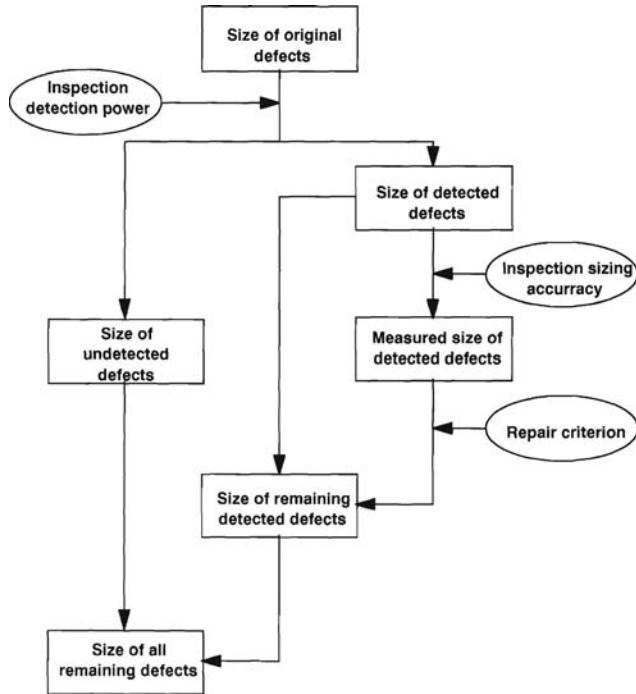 Size of original
defects
Inspection
detection power
Size of detected
defects
Inspection sizing
accurracy
Size of
undetected
defects
Measured size of
detected defects
Repair criterion
Size of remaining
detected defects
Size of all
remaining defects